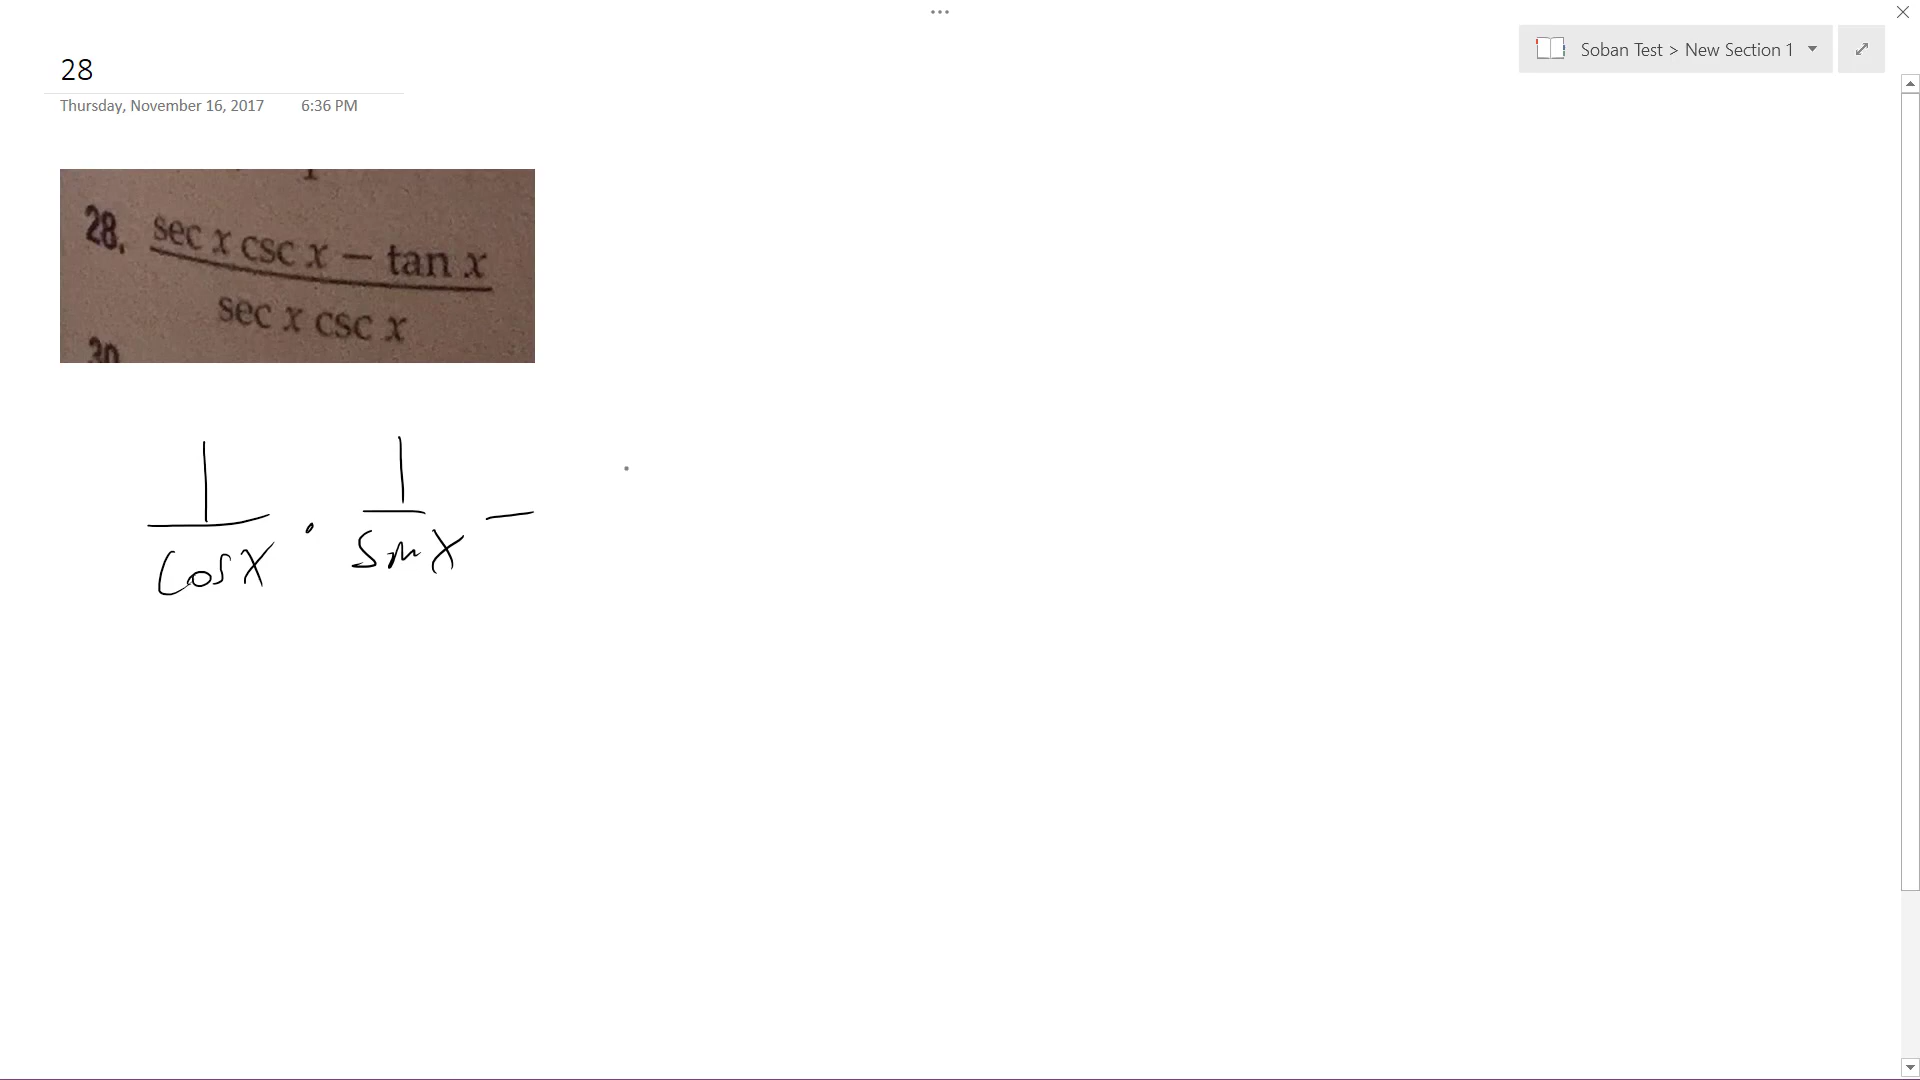 ...
Soban Test > New Section 1
28
Thursday, November 16, 2017 6:36 PM
28. sec x csc x − tan x
sec x csc x
30
1 1
― · ― −
cos x sin x